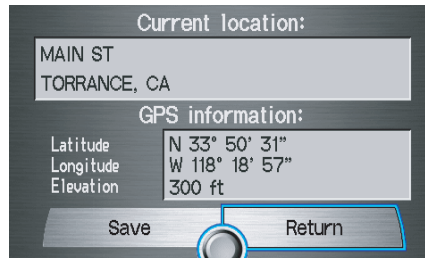 Current location:
MAIN ST
TORRANCE, CA
GPS information:
Latitude N 33° 50' 31"
Longitude W 118° 18' 57"
Elevation 300 ft
Save Return